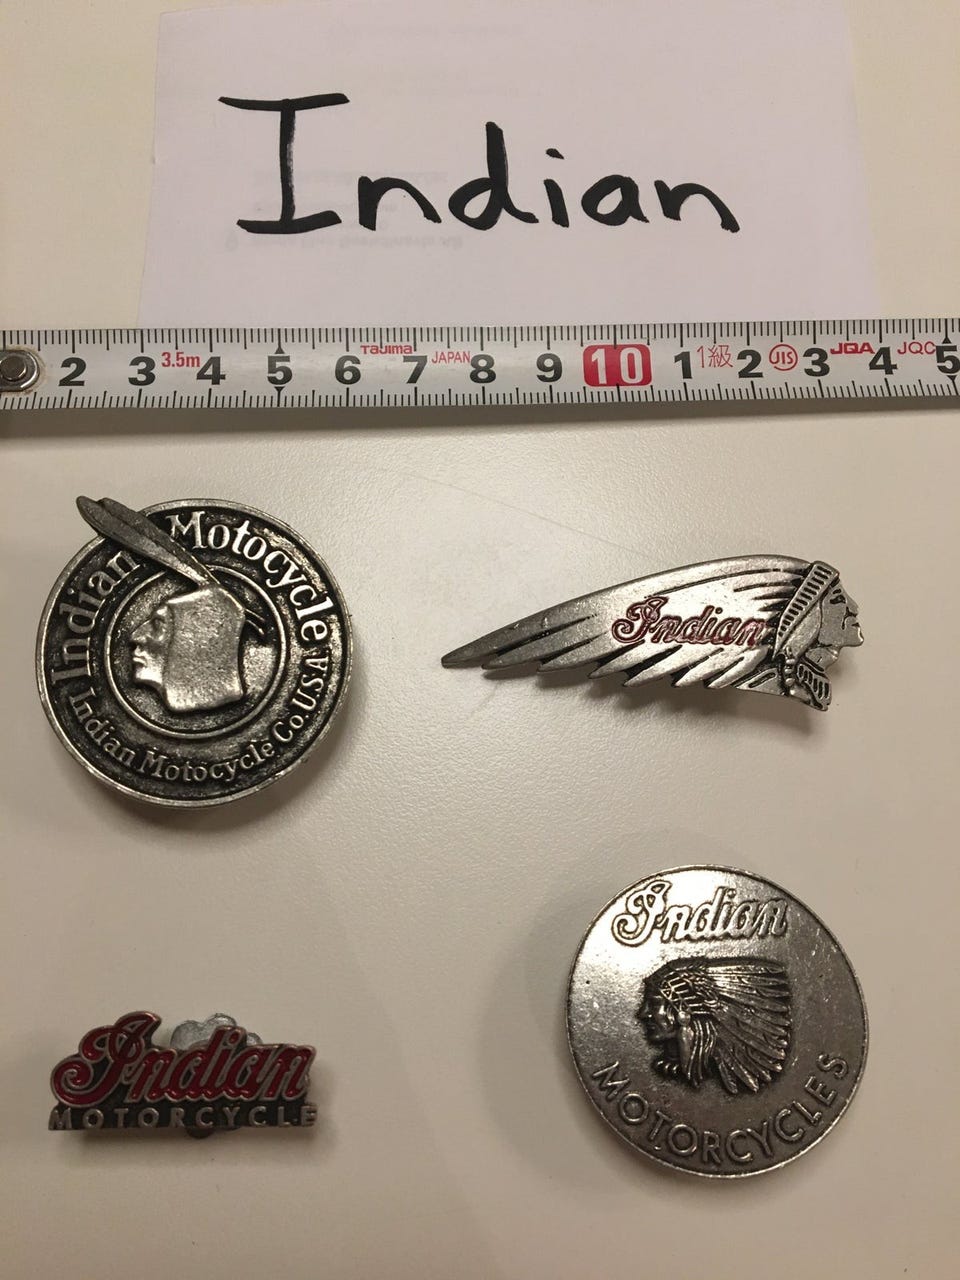 Indian
2 3 3.5m 4 5 6 Tajima 7 JAPAN 8 9 10 1 1級 2 JIS 3 JQA 4 JQC 5
Indian Motocycle
Indian Motocycle Co. U.S.A.
Indian
Indian
MOTORCYCLE
Indian
MOTORCYCLES